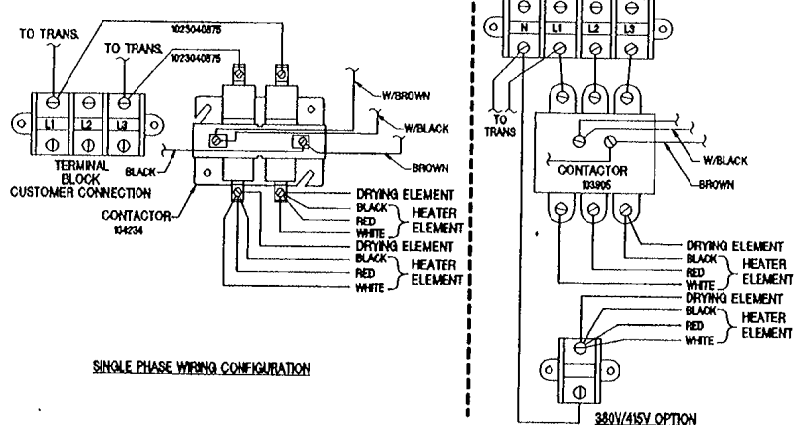 TO TRANS.
1023040875
TO TRANS.
1023040875
L1 L2 L3
TERMINAL
BLOCK
CUSTOMER CONNECTION
BLACK
W/BROWN
W/BLACK
BROWN
CONTACTOR
104234
DRYING ELEMENT
BLACK
RED
WHITE
HEATER
ELEMENT
DRYING ELEMENT
BLACK
RED
WHITE
HEATER
ELEMENT
SINGLE PHASE WIRING CONFIGURATION
N L1 L2 L3
TO
TRANS
W/BLACK
BROWN
CONTACTOR
103905
DRYING ELEMENT
BLACK
RED
WHITE
HEATER
ELEMENT
DRYING ELEMENT
BLACK
RED
WHITE
HEATER
ELEMENT
380V/415V OPTION